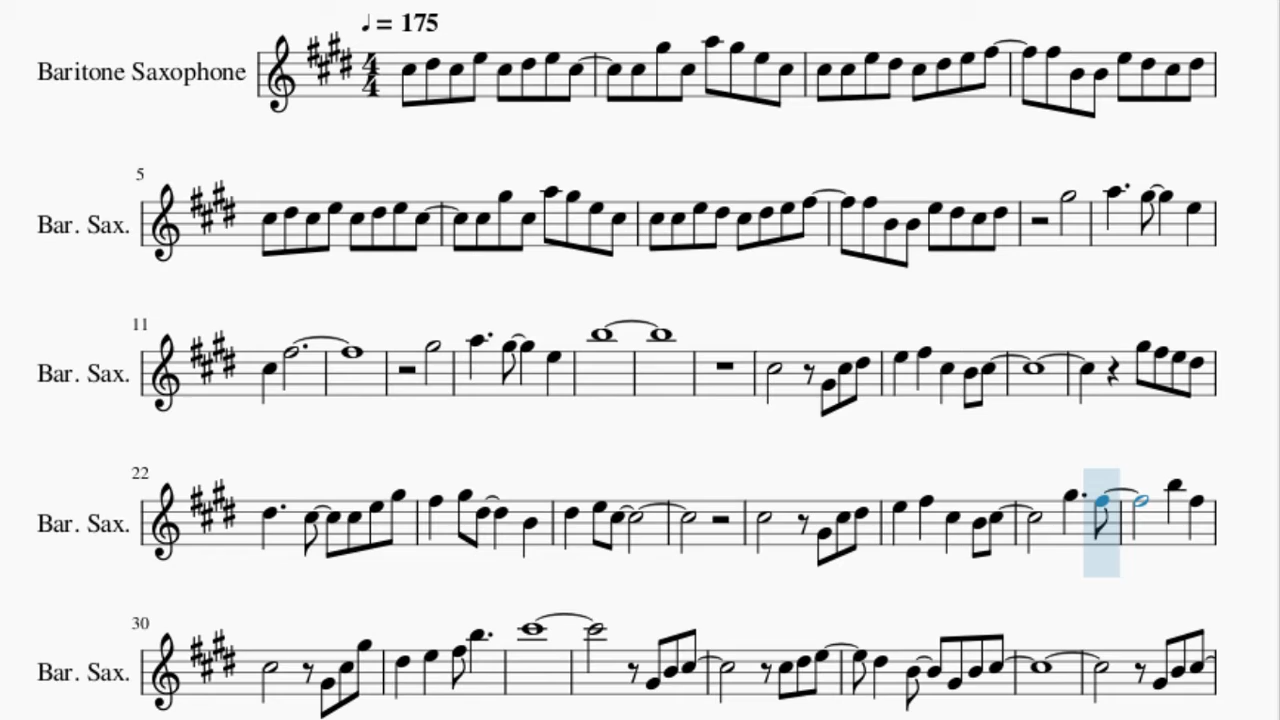 ♩ = 175
Baritone Saxophone
4
4
5
Bar. Sax.
11
Bar. Sax.
22
Bar. Sax.
30
Bar. Sax.